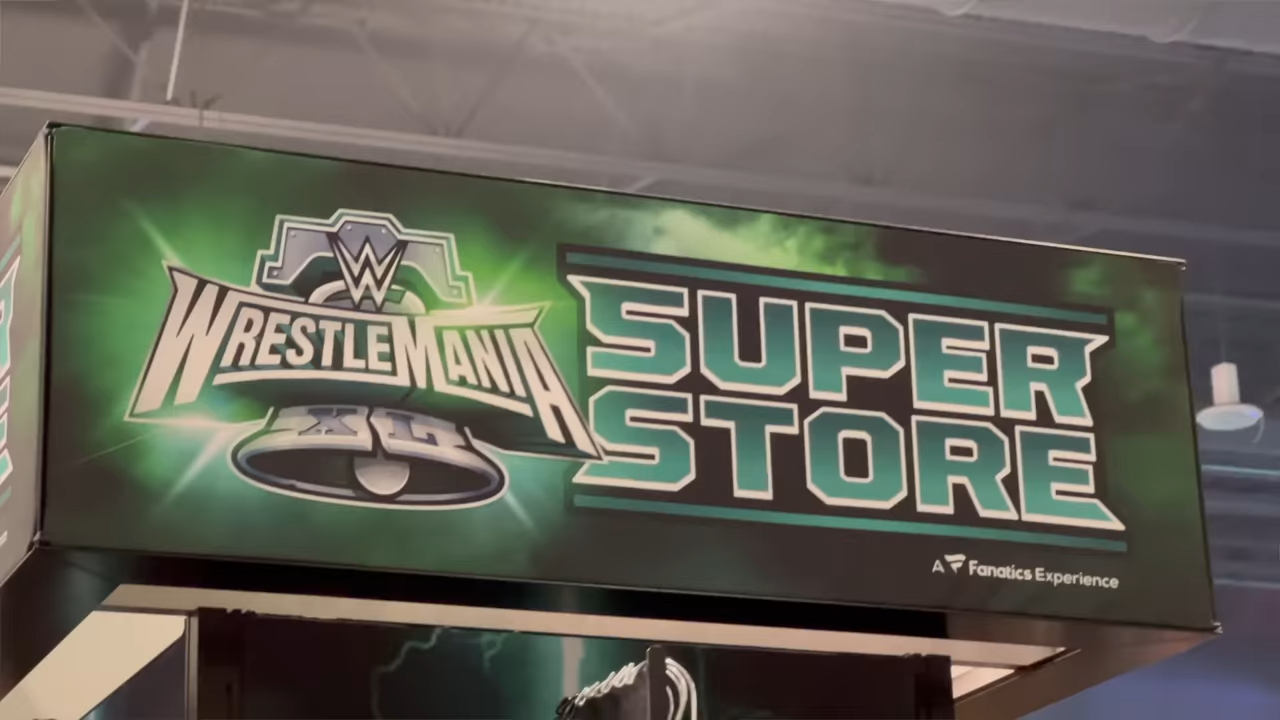 W
WRESTLEMANIA
XL
SUPER
STORE
A Fanatics Experience